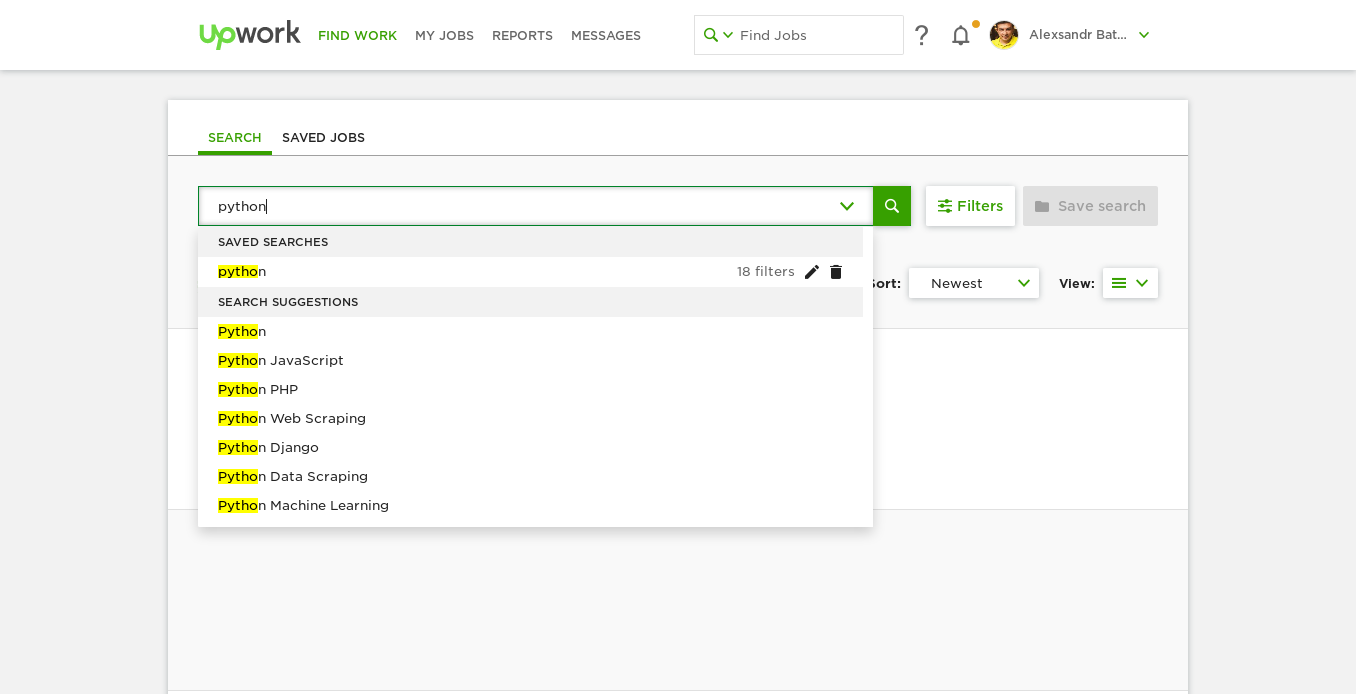 upwork FIND WORK MY JOBS REPORTS MESSAGES Find Jobs ? Alexsandr Bat...
SEARCH SAVED JOBS
python Filters Save search
SAVED SEARCHES
python 18 filters
Sort: Newest View:
SEARCH SUGGESTIONS
Python
Python JavaScript
Python PHP
Python Web Scraping
Python Django
Python Data Scraping
Python Machine Learning